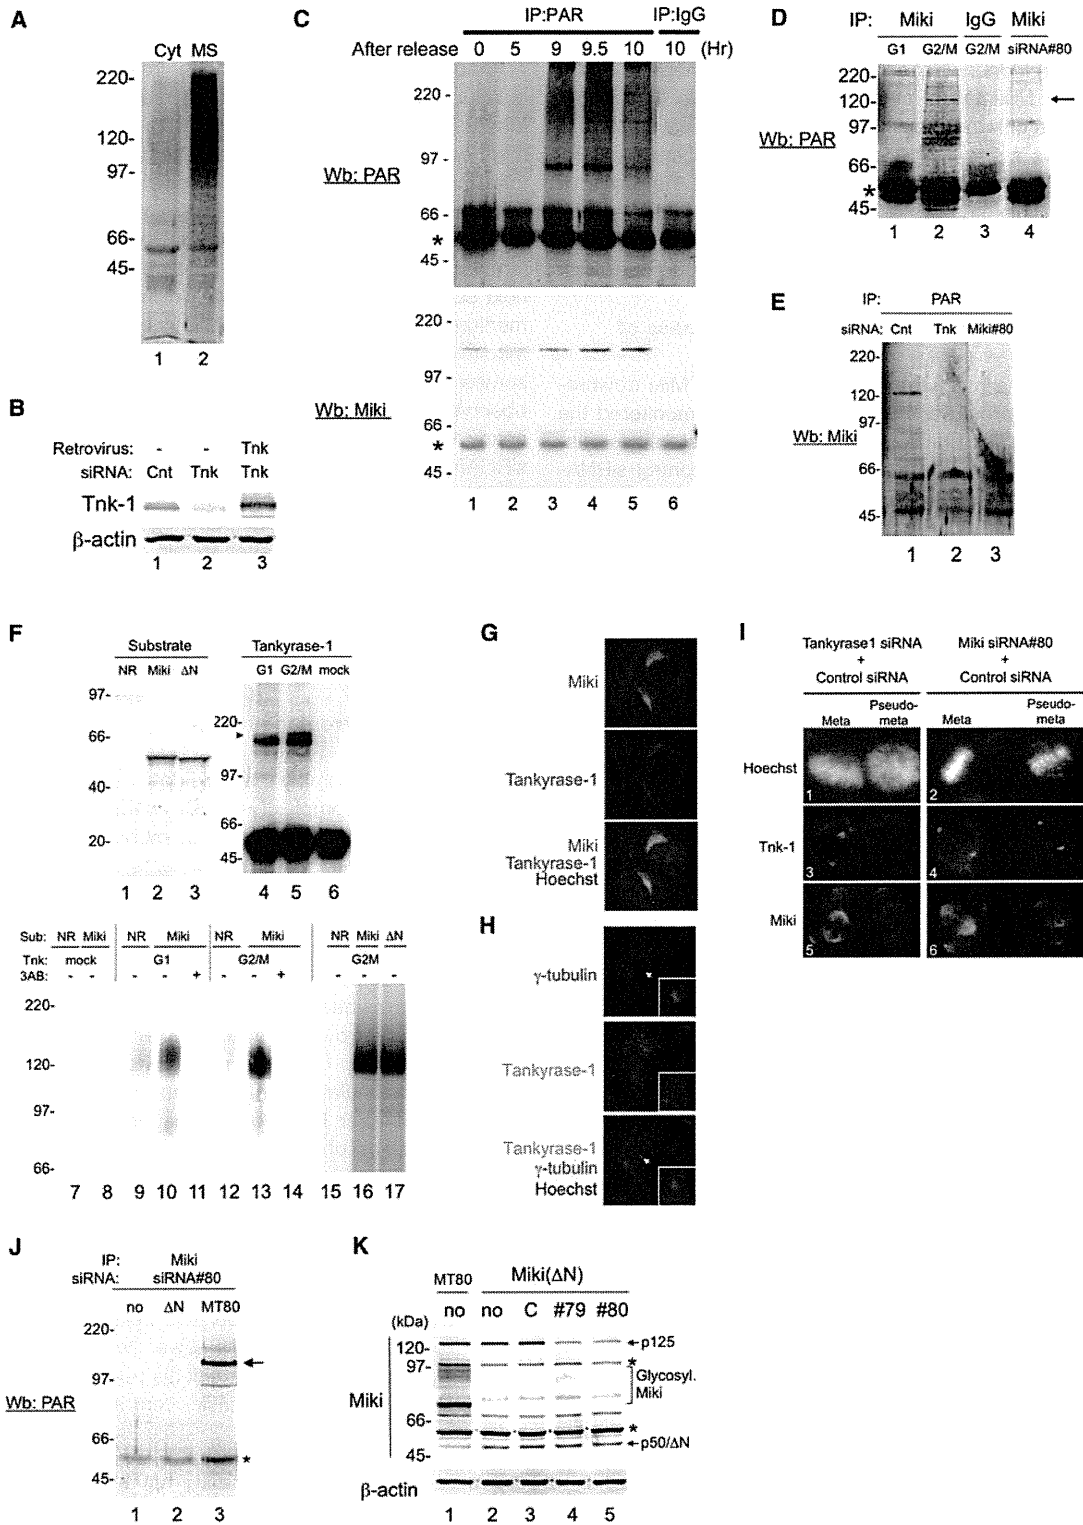 A
Cyt MS
220-
120-
97-
66-
45-
1 2
B
Retrovirus: - - Tnk
siRNA: Cnt Tnk Tnk
Tnk-1
β-actin
1 2 3
C
IP:PAR IP:IgG
After release 0 5 9 9.5 10 10 (Hr)
220 -
97 -
Wb: PAR
66 -
*
45 -
220 -
97 -
Wb: Miki
66 -
*
45 -
1 2 3 4 5 6
D
IP: Miki IgG Miki
G1 G2/M G2/M siRNA#80
220-
120-
97-
Wb: PAR
66-
*
45-
1 2 3 4
E
IP: PAR
siRNA: Cnt Tnk Miki#80
220-
120-
97-
Wb: Miki
66-
45-
1 2 3
F
Substrate Tankyrase-1
NR Miki ΔN G1 G2/M mock
97-
66-
40-
20-
220-
97-
66-
45-
1 2 3 4 5 6
Sub: NR Miki NR Miki NR Miki NR Miki ΔN
Tnk: mock G1 G2/M G2M
3AB: - - - - + - - + - - -
220-
120-
97-
66-
7 8 9 10 11 12 13 14 15 16 17
G
Miki
Tankyrase-1
Miki
Tankyrase-1
Hoechst
H
γ-tubulin
Tankyrase-1
Tankyrase-1
γ-tubulin
Hoechst
I
Tankyrase1 siRNA
+
Control siRNA
Miki siRNA#80
+
Control siRNA
Meta Pseudo-meta Meta Pseudo-meta
Hoechst
1 2
Tnk-1
3 4
Miki
5 6
J
IP: Miki
siRNA: siRNA#80
no ΔN MT80
220-
97-
Wb: PAR
66-
*
45-
1 2 3
K
MT80 Miki(ΔN)
no no C #79 #80
(kDa)
120-
97-
Miki
66-
45-
p125
*
Glycosyl.
Miki
*
p50/ΔN
β-actin
1 2 3 4 5